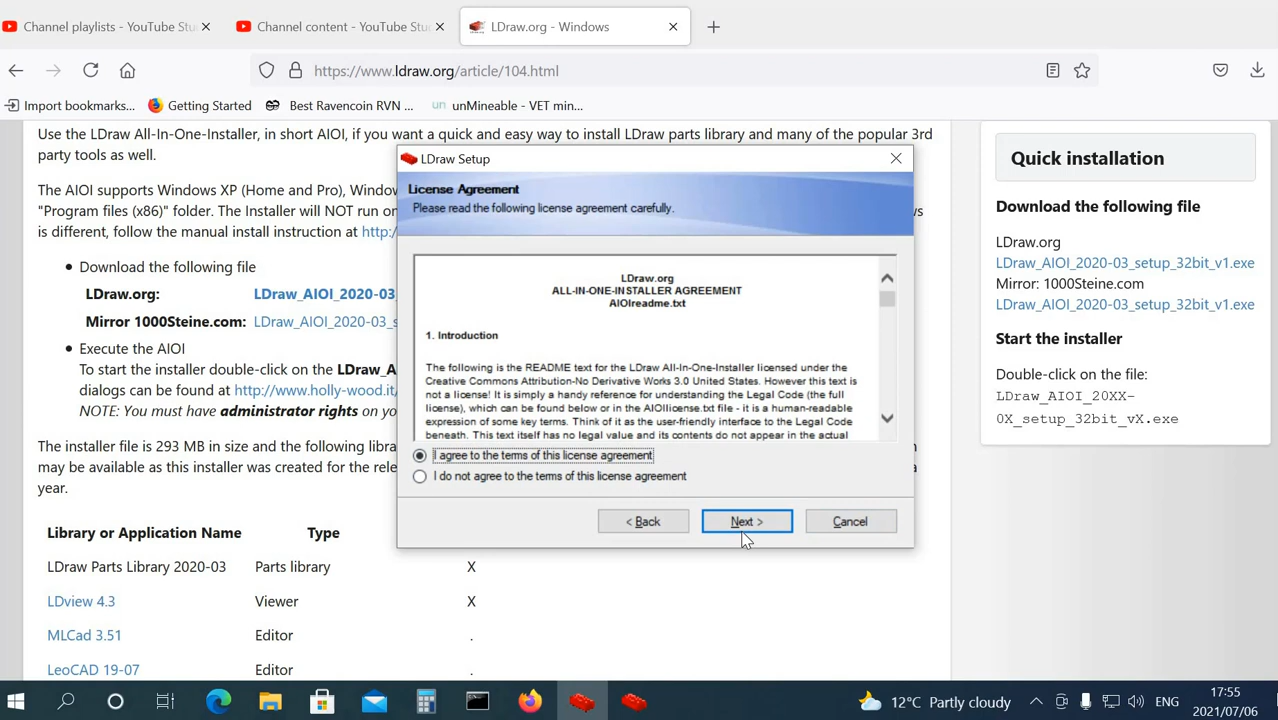 Channel playlists - YouTube Stu
Channel content - YouTube Stu
LDraw.org - Windows
https://www.ldraw.org/article/104.html
Import bookmarks...
Getting Started
Best Ravencoin RVN ...
un unMineable - VET min...
Use the LDraw All-In-One-Installer, in short AIOI, if you want a quick and easy way to install LDraw parts library and many of the popular 3rd
party tools as well.
The AIOI supports Windows XP (Home and Pro), Window
"Program files (x86)" folder. The Installer will NOT run on
is different, follow the manual install instruction at http:/
● Download the following file
LDraw.org: LDraw_AIOI_2020-03
Mirror 1000Steine.com: LDraw_AIOI_2020-03_s
● Execute the AIOI
To start the installer double-click on the LDraw_A
dialogs can be found at http://www.holly-wood.it/
NOTE: You must have administrator rights on yo
The installer file is 293 MB in size and the following libra
may be available as this installer was created for the rele
year.
Library or Application Name Type
LDraw Parts Library 2020-03 Parts library X
LDview 4.3 Viewer X
MLCad 3.51 Editor .
LeoCAD 19-07 Editor .
LDraw Setup
License Agreement
Please read the following license agreement carefully.
LDraw.org
ALL-IN-ONE-INSTALLER AGREEMENT
AIOIreadme.txt
1. Introduction
The following is the README text for the LDraw All-In-One-Installer licensed under the
Creative Commons Attribution-No Derivative Works 3.0 United States. However this text is
not a license! It is simply a handy reference for understanding the Legal Code (the full
license), which can be found below or in the AIOIlicense.txt file - it is a human-readable
expression of some key terms. Think of it as the user-friendly interface to the Legal Code
beneath. This text itself has no legal value and its contents do not appear in the actual
I agree to the terms of this license agreement
I do not agree to the terms of this license agreement
< Back
Next >
Cancel
Quick installation
Download the following file
LDraw.org
LDraw_AIOI_2020-03_setup_32bit_v1.exe
Mirror: 1000Steine.com
LDraw_AIOI_2020-03_setup_32bit_v1.exe
Start the installer
Double-click on the file:
LDraw_AIOI_20XX-
0X_setup_32bit_vX.exe
12°C Partly cloudy
ENG
17:55
2021/07/06